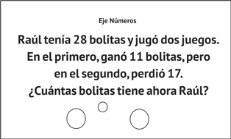 Eje Números
Raúl tenía 28 bolitas y jugó dos juegos.
En el primero, ganó 11 bolitas, pero
en el segundo, perdió 17.
¿Cuántas bolitas tiene ahora Raúl?